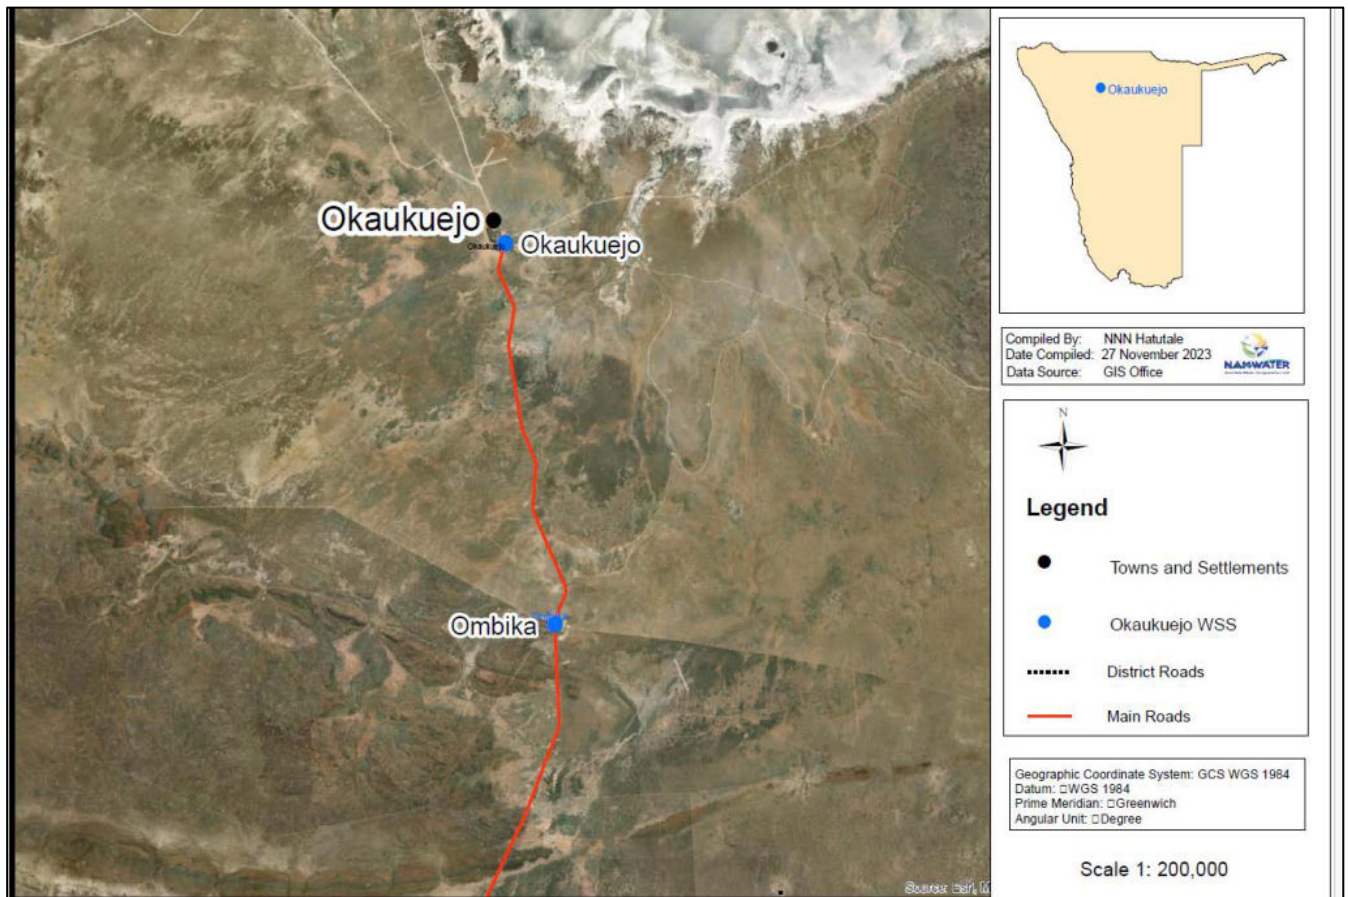 Okaukuejo
Okaukuejo
Okaukuejo
Ombika
Source: Esri, M
Okaukuejo
Compiled By: NNN Hatutale
Date Compiled: 27 November 2023
Data Source: GIS Office
NAMWATER
N
Legend
Towns and Settlements
Okaukuejo WSS
District Roads
Main Roads
Geographic Coordinate System: GCS WGS 1984
Datum: □WGS 1984
Prime Meridian: □Greenwich
Angular Unit: □Degree
Scale 1: 200,000